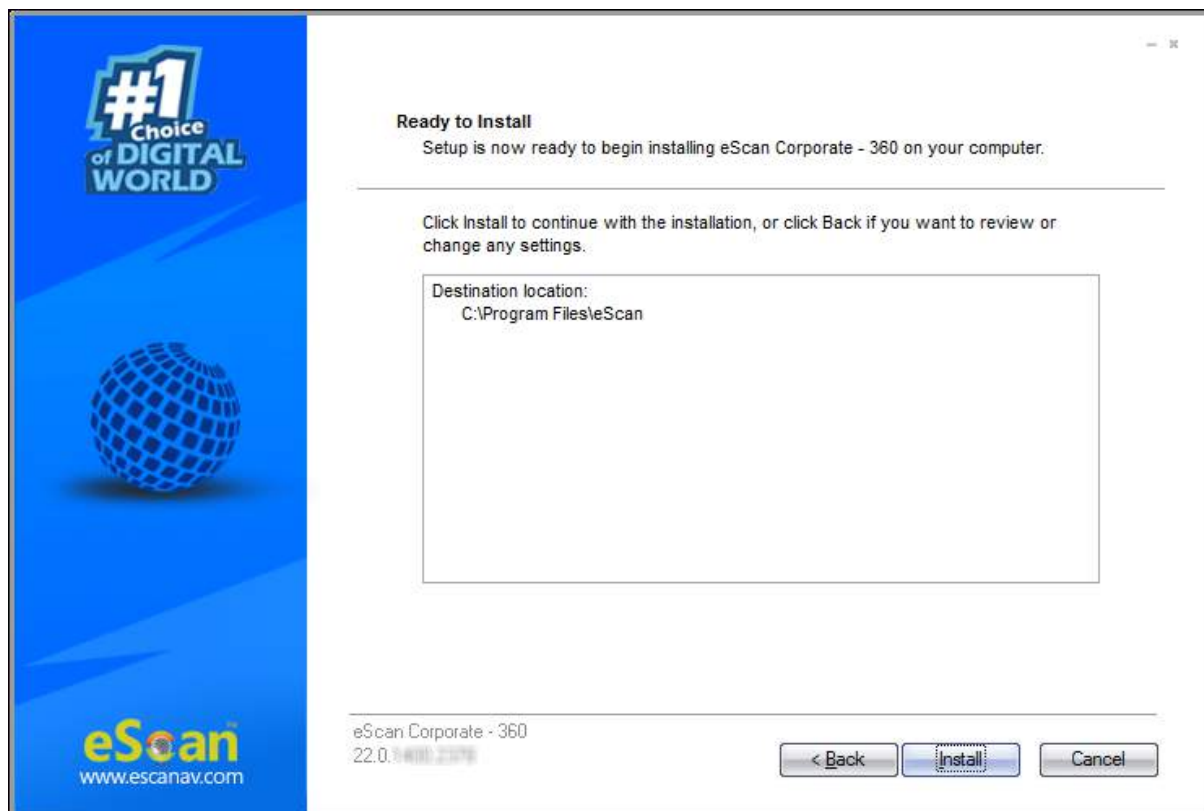 #1
Choice
of DIGITAL
WORLD
Ready to Install
Setup is now ready to begin installing eScan Corporate - 360 on your computer.
Click Install to continue with the installation, or click Back if you want to review or
change any settings.
Destination location:
C:\Program Files\eScan
eScan
www.escanav.com
eScan Corporate - 360
22.0.
< Back
Install
Cancel